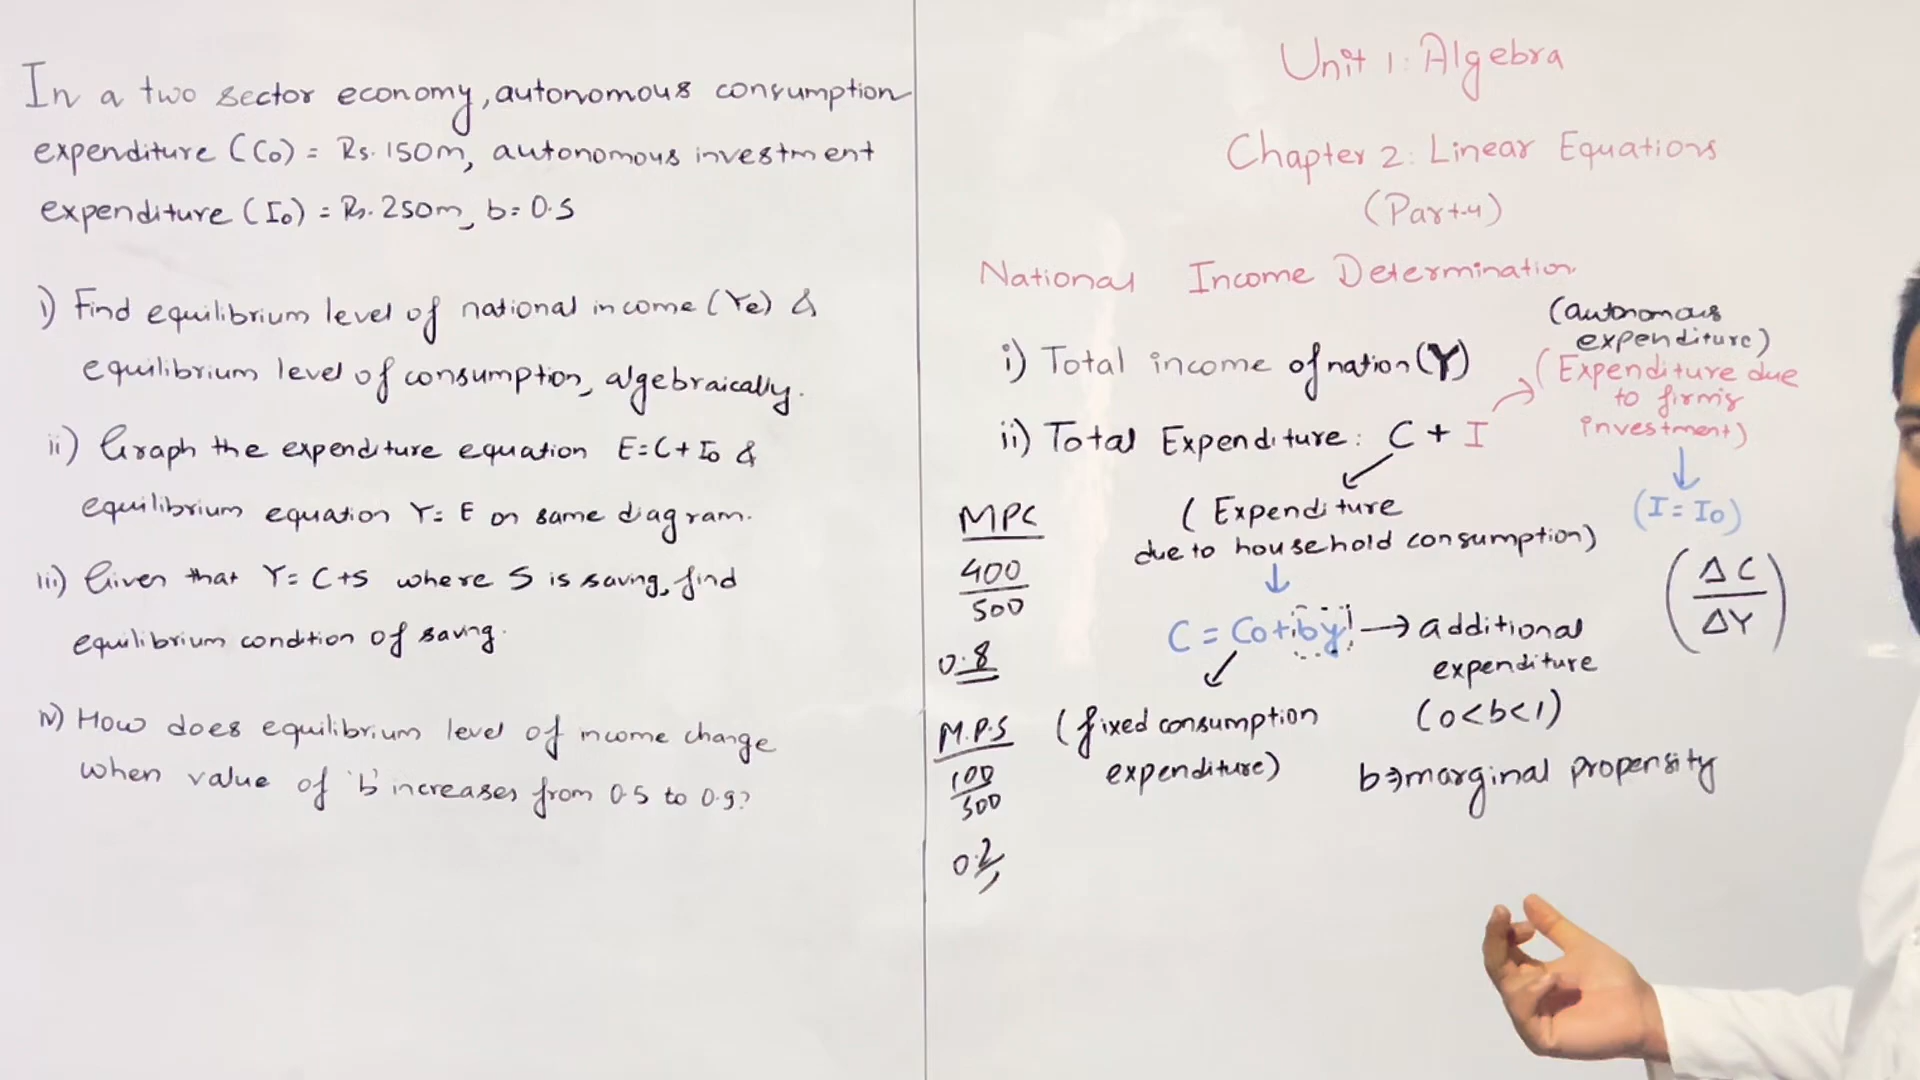 In a two sector economy, autonomous consumption
expenditure (C0) = Rs. 150m, autonomous investment
expenditure (I0) = Rs. 250m, b = 0.5
i) Find equilibrium level of national income (Ye) &
equilibrium level of consumption, algebraically.
ii) Graph the expenditure equation E=C+I0 &
equilibrium equation Y=E on same diagram.
iii) Given that Y=C+S where S is saving, find
equilibrium condition of saving.
iv) How does equilibrium level of income change
when value of 'b' increases from 0.5 to 0.9?
Unit 1: Algebra
Chapter 2: Linear Equations
(Part-4)
National Income Determination
i) Total income of nation (Y)
(autonomous
expenditure)
(Expenditure due
to firm's
investment)
(I = I0)
ii) Total Expenditure: C + I
(Expenditure
due to household consumption)
C = C0+by → additional
expenditure
(0<b<1)
b→marginal propensity
(fixed consumption
expenditure)
(ΔC/ΔY)
MPC
400
500
0.8
M.P.S
100
500
0.2